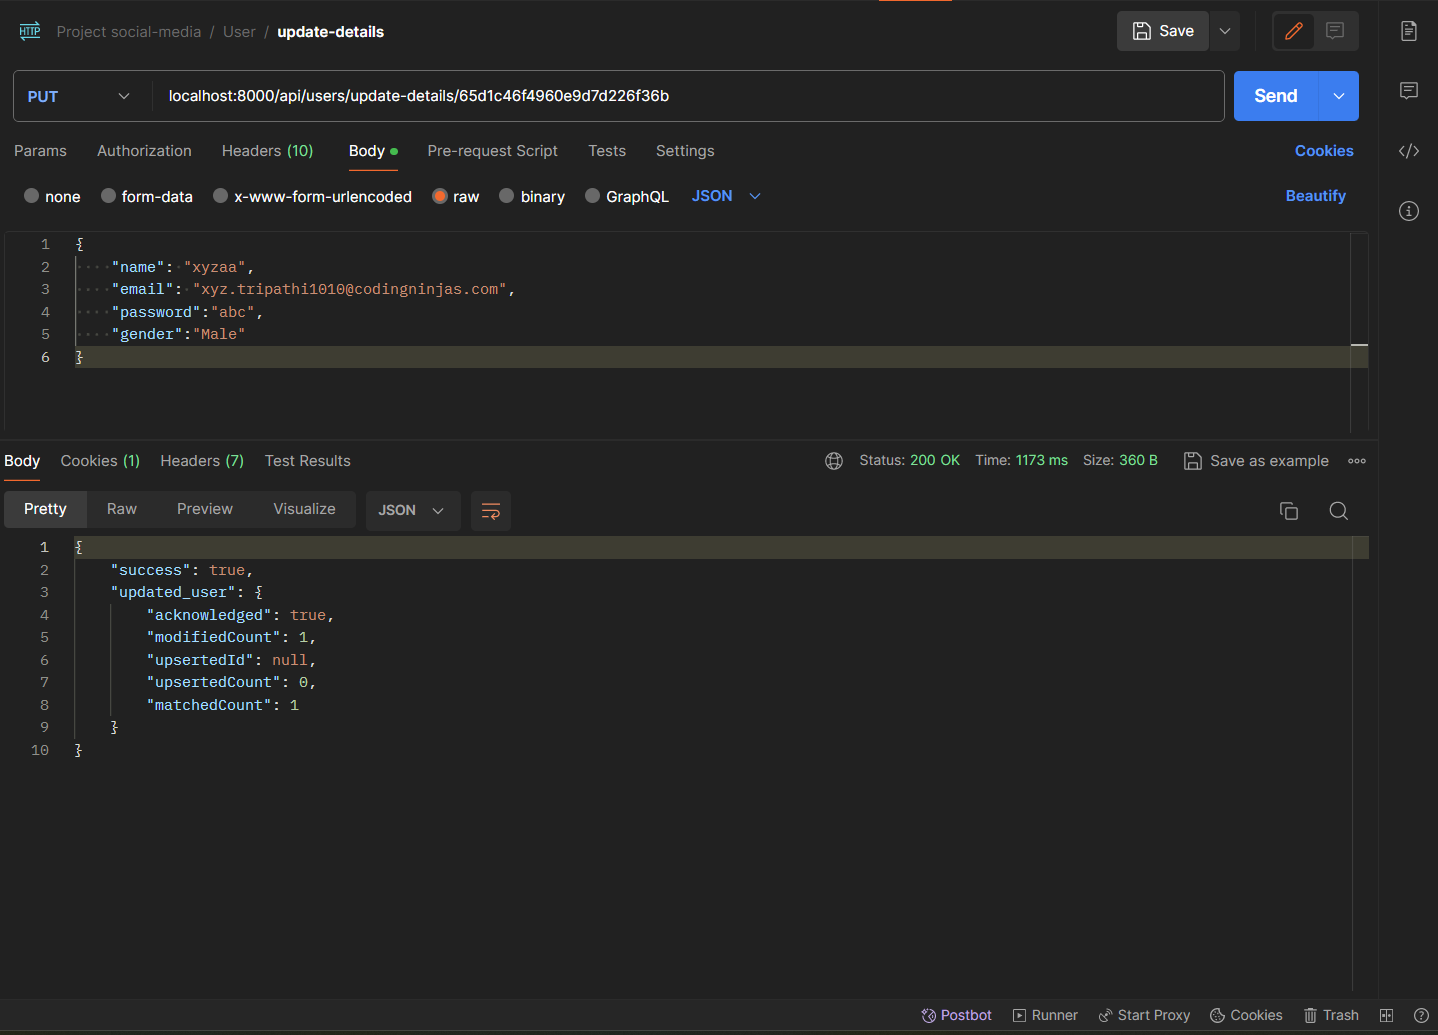 HTTP Project social-media / User / update-details Save
PUT localhost:8000/api/users/update-details/65d1c46f4960e9d7d226f36b Send
Params Authorization Headers (10) Body Pre-request Script Tests Settings Cookies
none form-data x-www-form-urlencoded raw binary GraphQL JSON Beautify
1 {
2 "name": "xyzaa",
3 "email": "xyz.tripathi1010@codingninjas.com",
4 "password":"abc",
5 "gender":"Male"
6 }
Body Cookies (1) Headers (7) Test Results Status: 200 OK Time: 1173 ms Size: 360 B Save as example
Pretty Raw Preview Visualize JSON
1 {
2 "success": true,
3 "updated_user": {
4 "acknowledged": true,
5 "modifiedCount": 1,
6 "upsertedId": null,
7 "upsertedCount": 0,
8 "matchedCount": 1
9 }
10 }
Postbot Runner Start Proxy Cookies Trash